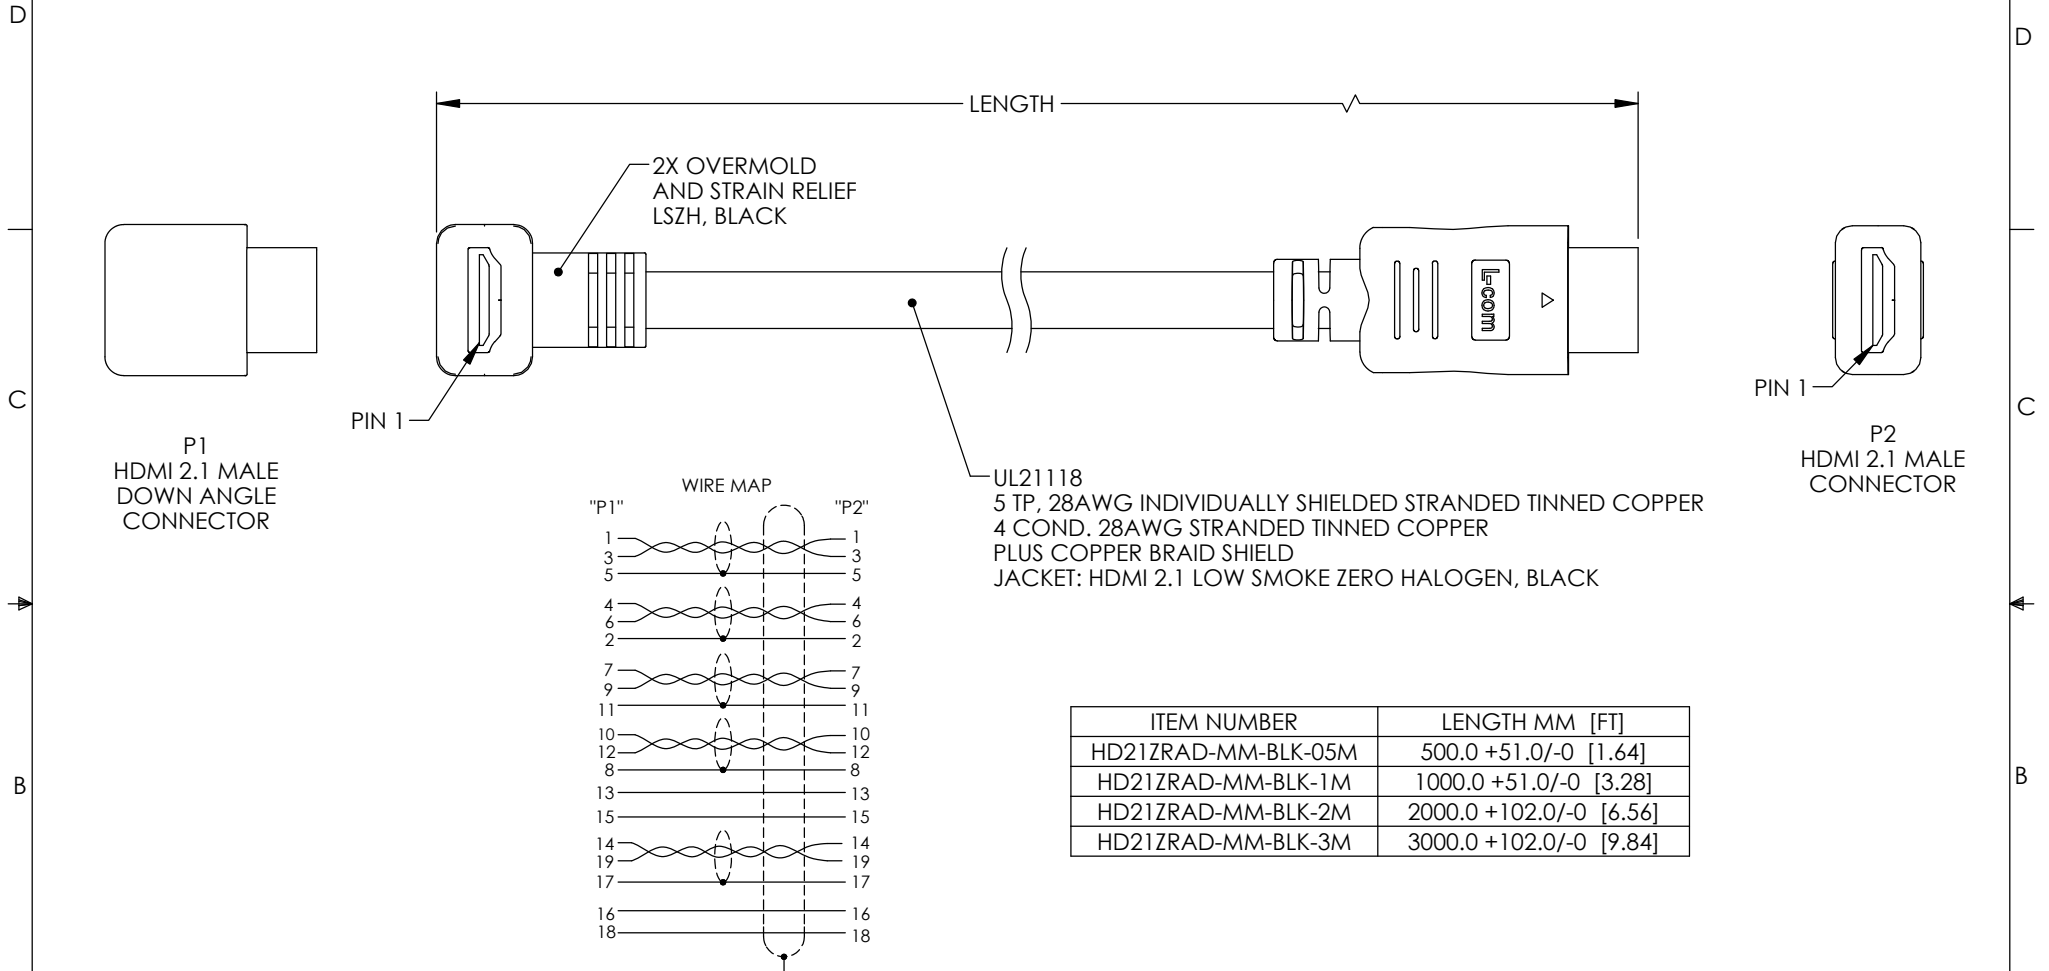 D
D
LENGTH
2X OVERMOLD
AND STRAIN RELIEF
LSZH, BLACK
L-com
PIN 1
PIN 1
C
C
P1
HDMI 2.1 MALE
DOWN ANGLE
CONNECTOR
P2
HDMI 2.1 MALE
CONNECTOR
UL21118
5 TP, 28AWG INDIVIDUALLY SHIELDED STRANDED TINNED COPPER
4 COND. 28AWG STRANDED TINNED COPPER
PLUS COPPER BRAID SHIELD
JACKET: HDMI 2.1 LOW SMOKE ZERO HALOGEN, BLACK
WIRE MAP
"P1" "P2"
1 1
3 3
5 5
4 4
6 6
2 2
7 7
9 9
11 11
10 10
12 12
8 8
13 13
15 15
14 14
19 19
17 17
16 16
18 18
ITEM NUMBER LENGTH MM [FT]
HD21ZRAD-MM-BLK-05M 500.0 +51.0/-0 [1.64]
HD21ZRAD-MM-BLK-1M 1000.0 +51.0/-0 [3.28]
HD21ZRAD-MM-BLK-2M 2000.0 +102.0/-0 [6.56]
HD21ZRAD-MM-BLK-3M 3000.0 +102.0/-0 [9.84]
B
B